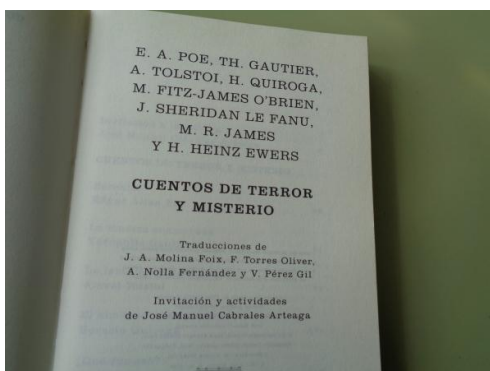 E. A. POE, TH. GAUTIER,
A. TOLSTOI, H. QUIROGA,
M. FITZ-JAMES O'BRIEN,
J. SHERIDAN LE FANU,
M. R. JAMES
Y H. HEINZ EWERS
CUENTOS DE TERROR
Y MISTERIO
Traducciones de
J. A. Molina Foix, F. Torres Oliver,
A. Nolla Fernández y V. Pérez Gil
Invitación y actividades
de José Manuel Cabrales Arteaga